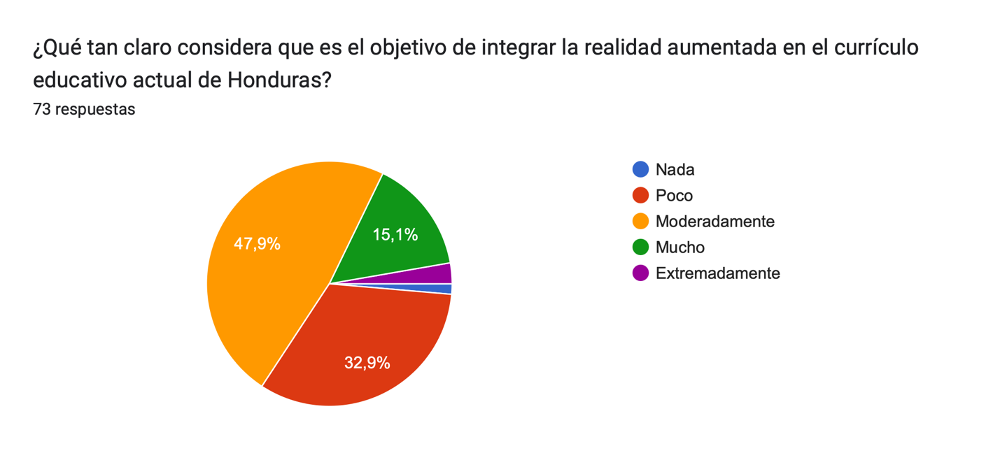 ¿Qué tan claro considera que es el objetivo de integrar la realidad aumentada en el currículo
educativo actual de Honduras?
73 respuestas
47,9%
15,1%
32,9%
Nada
Poco
Moderadamente
Mucho
Extremadamente